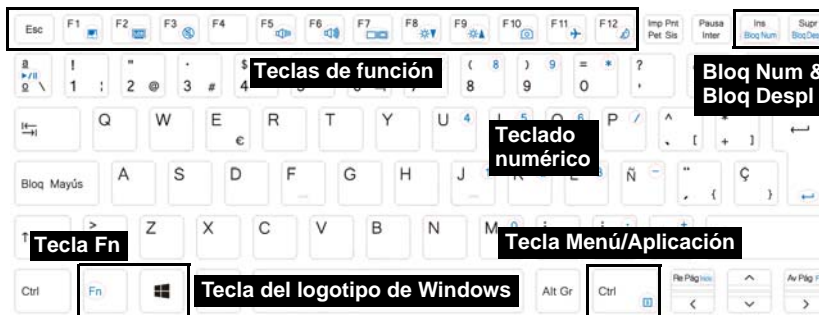 Esc F1 F2 F3 F4 F5 F6 F7 F8 F9 F10 F11 F12 Imp Pnt Pet Sis Pausa Inter Ins Bloq Num Supr
Teclas de función
ª º \ ! 1 " 2 @ · 3 # $ 4 ( 8 8 ) 9 9 = * 0 ? '
Bloq Num &
Bloq Despl
Q W E € R T Y U 4 P / ^ ` [ * + ]
Teclado
numérico
Bloq Mayús A S D F G H J Ñ - ¨ ´ { Ç }
Tecla Fn
> Z X C V B N M
Tecla Menú/Aplicación
Ctrl Fn Alt Gr Ctrl Re Pág Av Pág
Tecla del logotipo de Windows